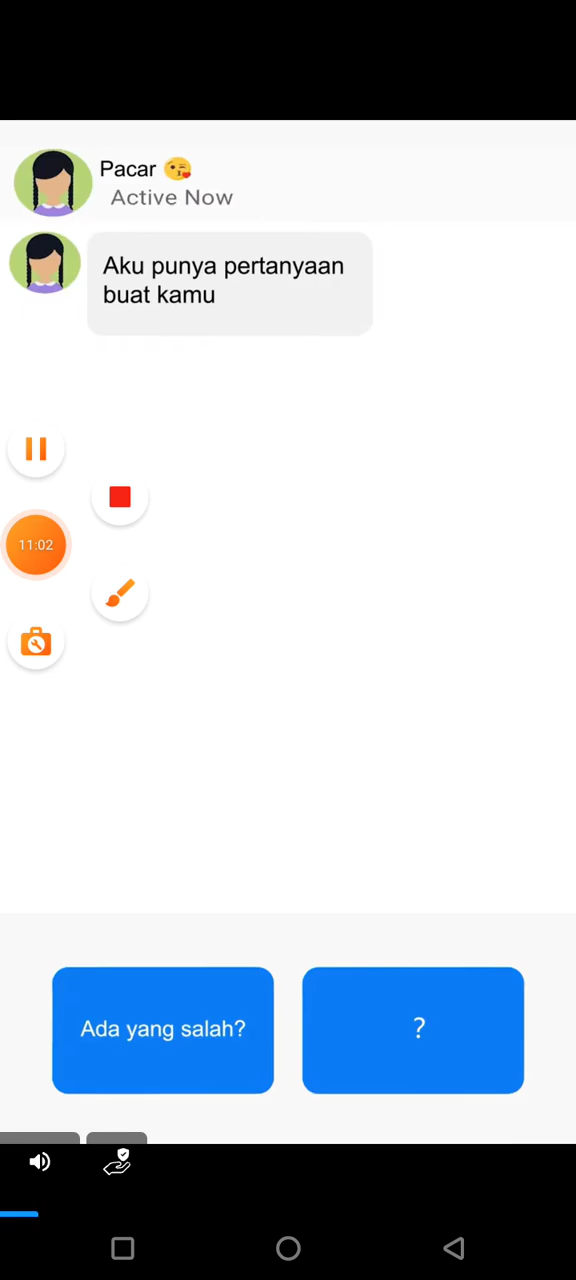 Pacar
Active Now
Aku punya pertanyaan
buat kamu
11:02
Ada yang salah?
?